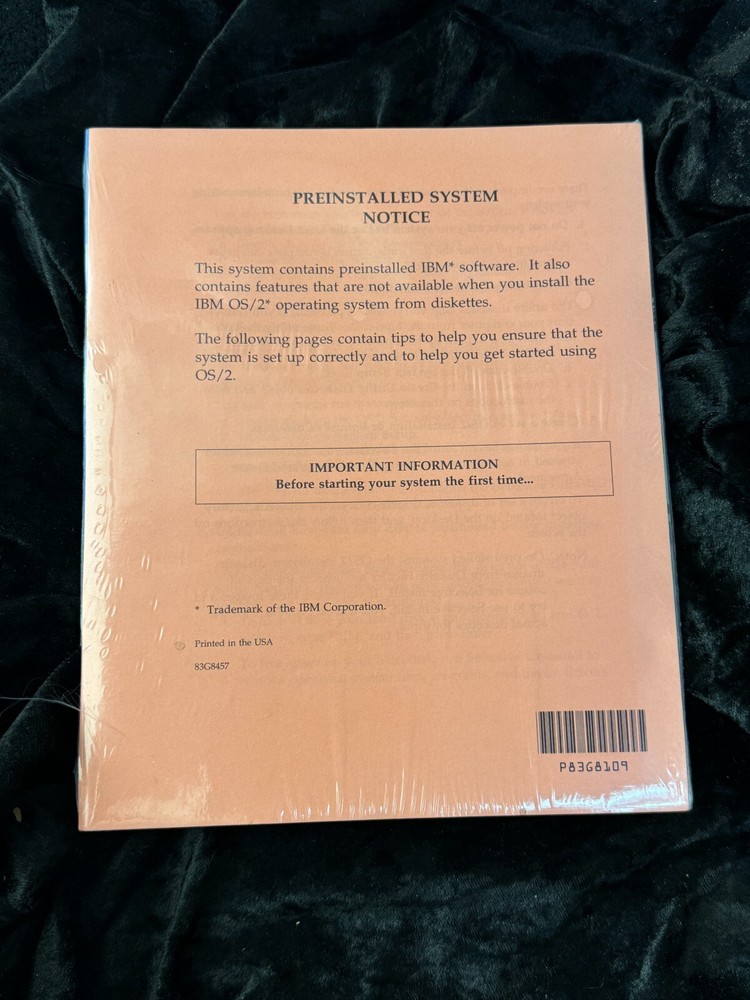 PREINSTALLED SYSTEM
NOTICE
This system contains preinstalled IBM* software. It also
contains features that are not available when you install the
IBM OS/2* operating system from diskettes.
The following pages contain tips to help you ensure that the
system is set up correctly and to help you get started using
OS/2.
IMPORTANT INFORMATION
Before starting your system the first time...
* Trademark of the IBM Corporation.
Printed in the USA
83G8457
P83G8109